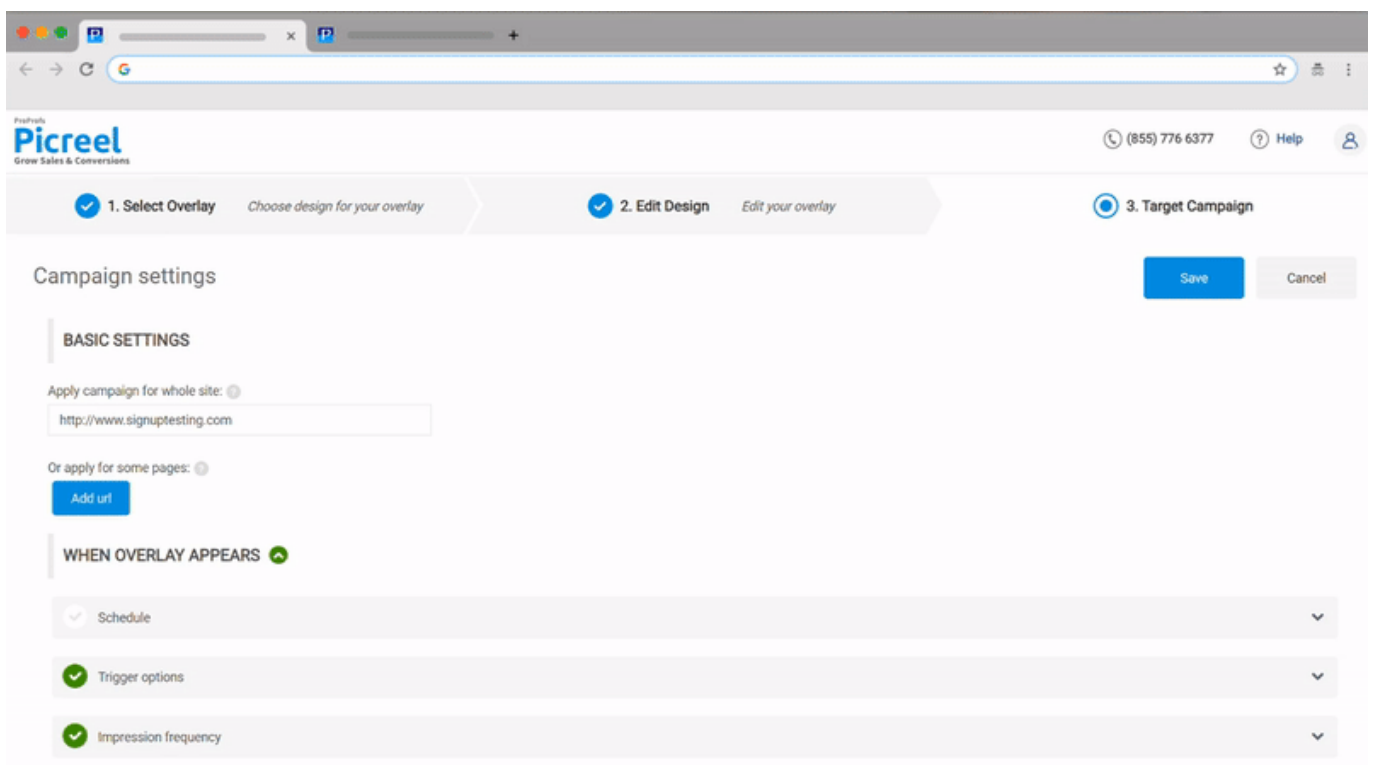 ProProfs
Picreel
Grow Sales & Conversions
(855) 776 6377
Help
1. Select Overlay Choose design for your overlay
2. Edit Design Edit your overlay
3. Target Campaign
Campaign settings
Save
Cancel
BASIC SETTINGS
Apply campaign for whole site: ?
http://www.signuptesting.com
Or apply for some pages: ?
Add url
WHEN OVERLAY APPEARS
Schedule
Trigger options
Impression frequency